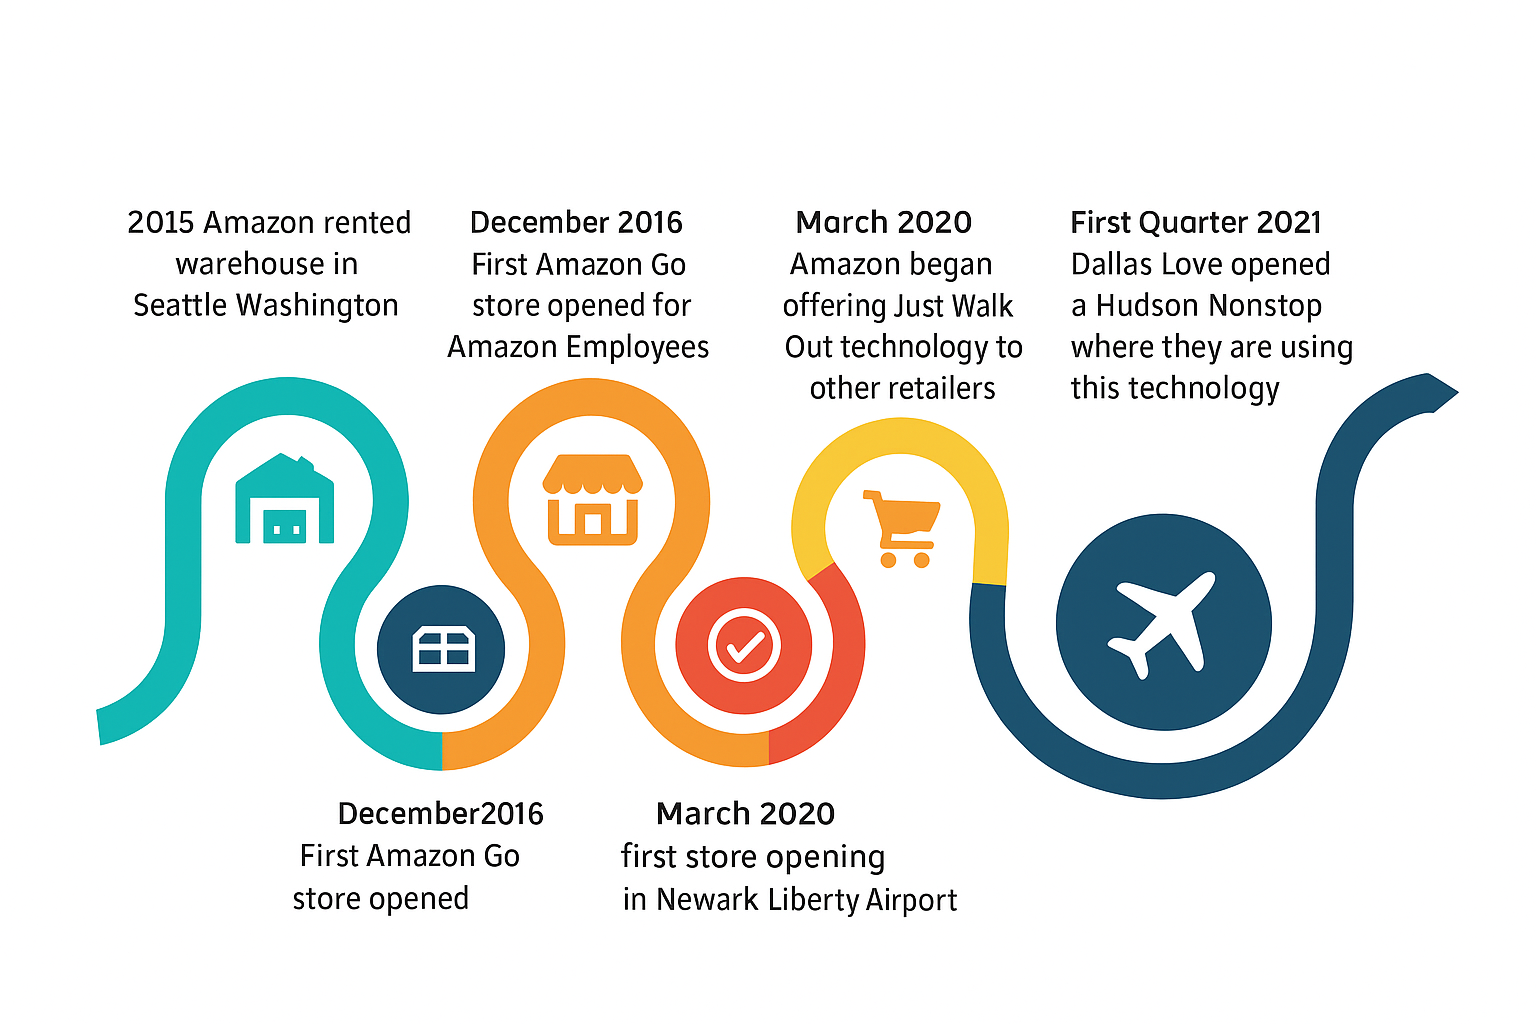 2015 Amazon rented
warehouse in
Seattle Washington
December 2016
First Amazon Go
store opened for
Amazon Employees
March 2020
Amazon began
offering Just Walk
Out technology to
other retailers
First Quarter 2021
Dallas Love opened
a Hudson Nonstop
where they are using
this technology
December2016
First Amazon Go
store opened
March 2020
first store opening
in Newark Liberty Airport